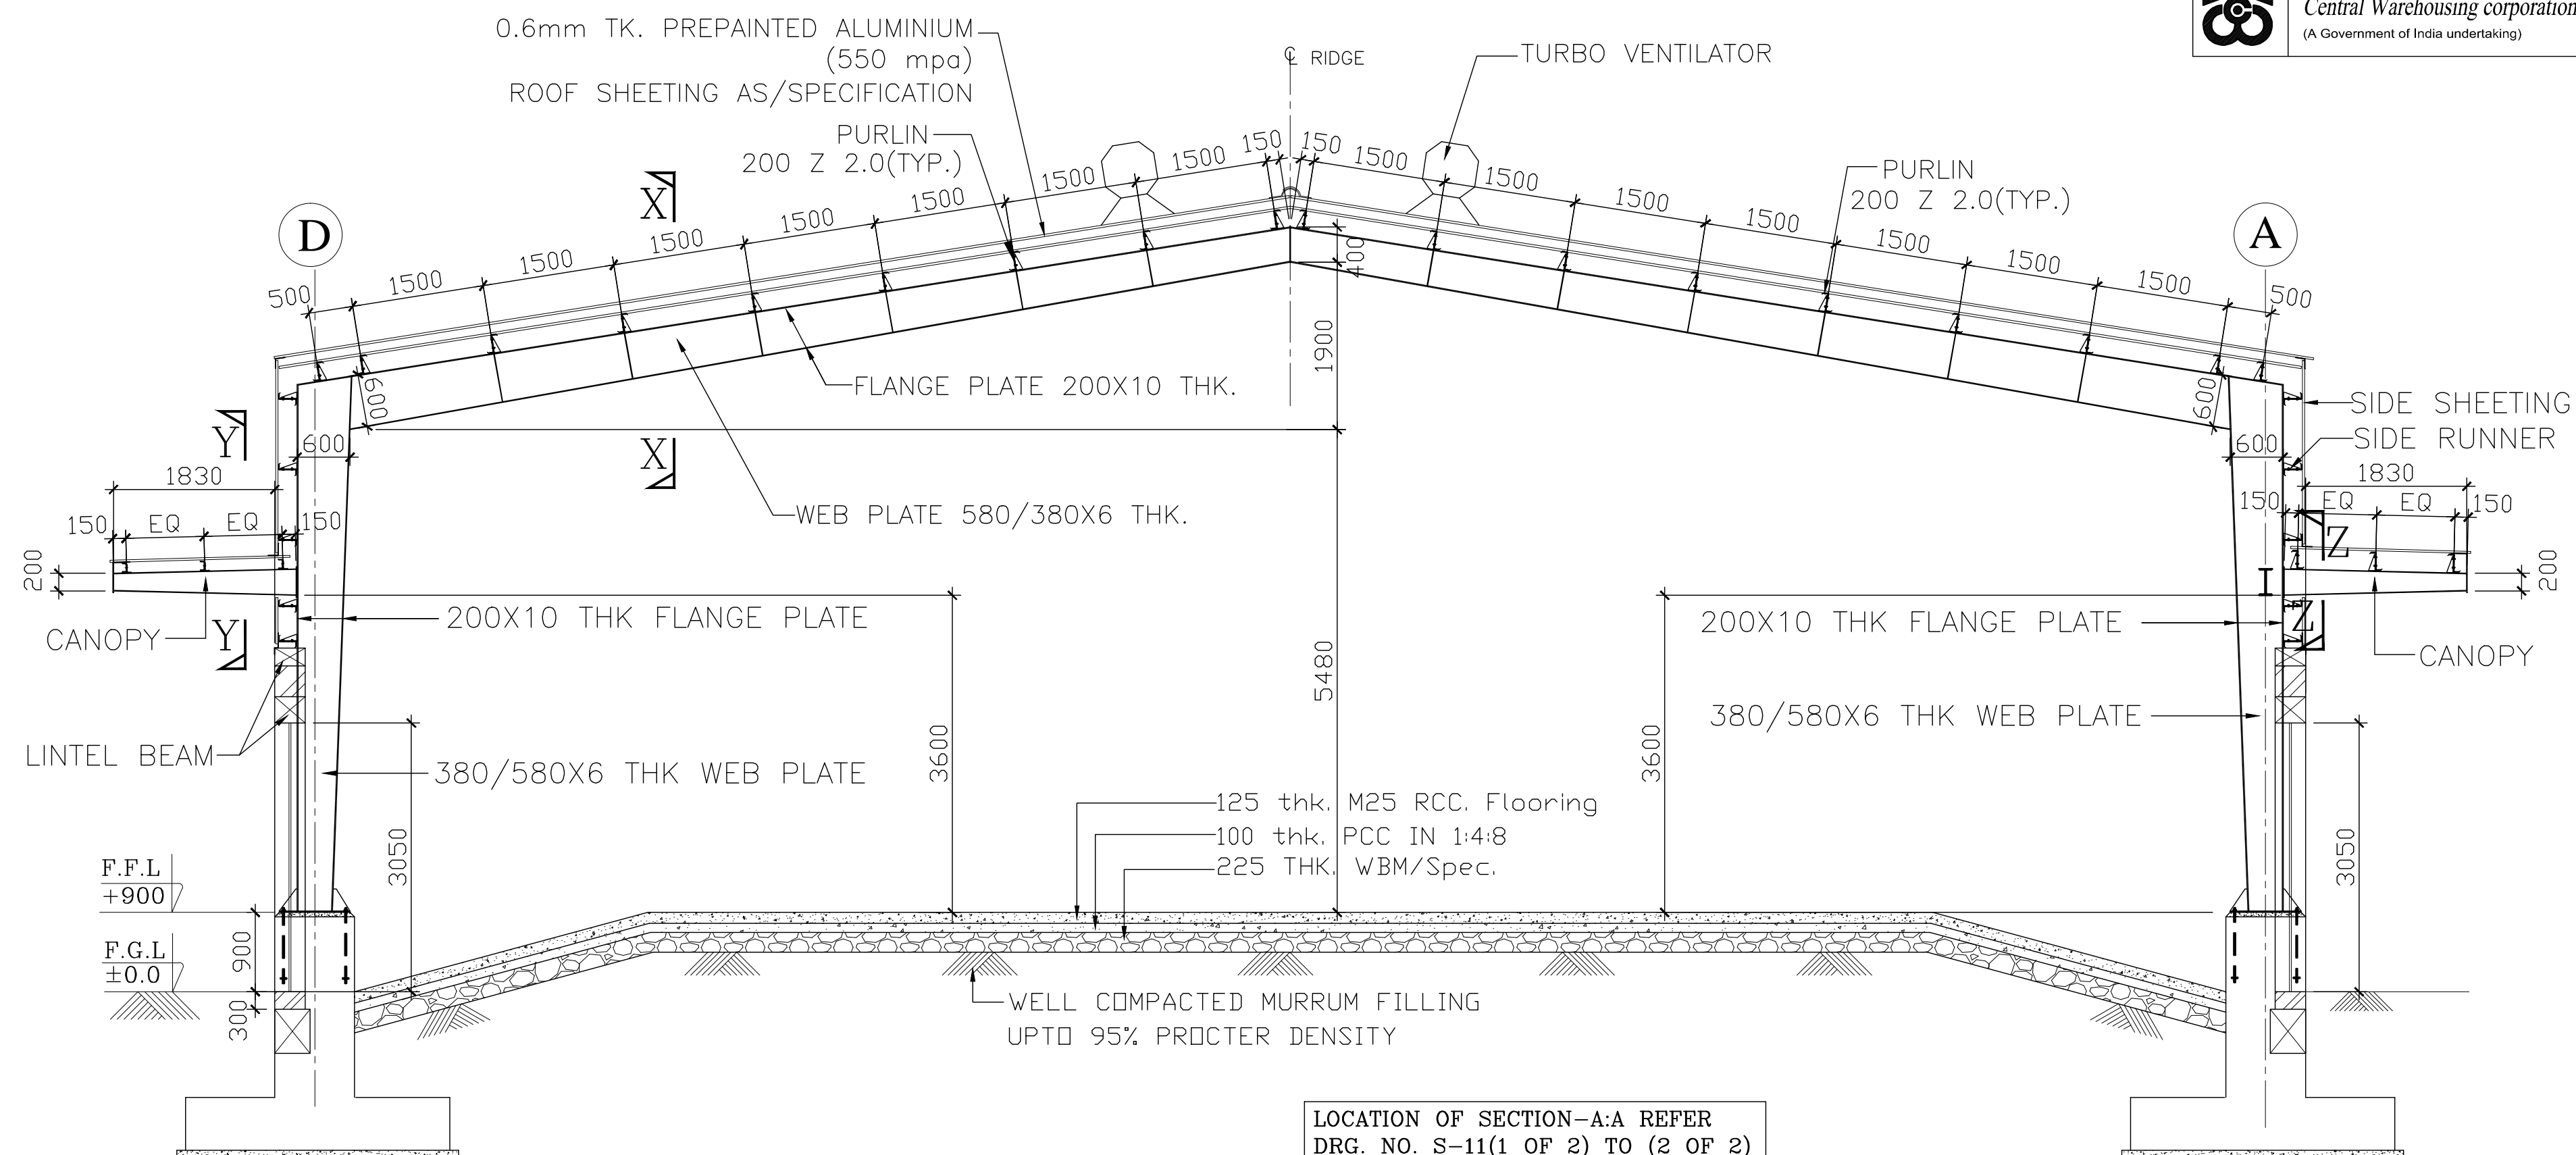 Central Warehousing corporation
(A Government of India undertaking)
0.6mm TK. PREPAINTED ALUMINIUM
(550 mpa)
ROOF SHEETING AS/SPECIFICATION
℄ RIDGE
TURBO VENTILATOR
PURLIN
200 Z 2.0(TYP.)
PURLIN
200 Z 2.0(TYP.)
D
X
A
500
1500
1500
1500
1500
1500
1500
1500
150
150
1500
1500
1500
1500
1500
1500
1500
500
400
1900
600
600
FLANGE PLATE 200X10 THK.
WEB PLATE 580/380X6 THK.
X
Y
600
600
SIDE SHEETING
SIDE RUNNER
1830
1830
150
EQ
EQ
150
150
EQ
EQ
150
Z
200
200
CANOPY
Y
200X10 THK FLANGE PLATE
200X10 THK FLANGE PLATE
Z
CANOPY
5480
LINTEL BEAM
380/580X6 THK WEB PLATE
380/580X6 THK WEB PLATE
3600
3600
3050
3050
125 thk. M25 RCC. Flooring
100 thk. PCC IN 1:4:8
225 THK. WBM/Spec.
F.F.L
+900
F.G.L
±0.0
900
300
WELL COMPACTED MURRUM FILLING
UPTO 95% PROCTER DENSITY
LOCATION OF SECTION-A:A REFER
DRG. NO. S-11(1 OF 2) TO (2 OF 2)